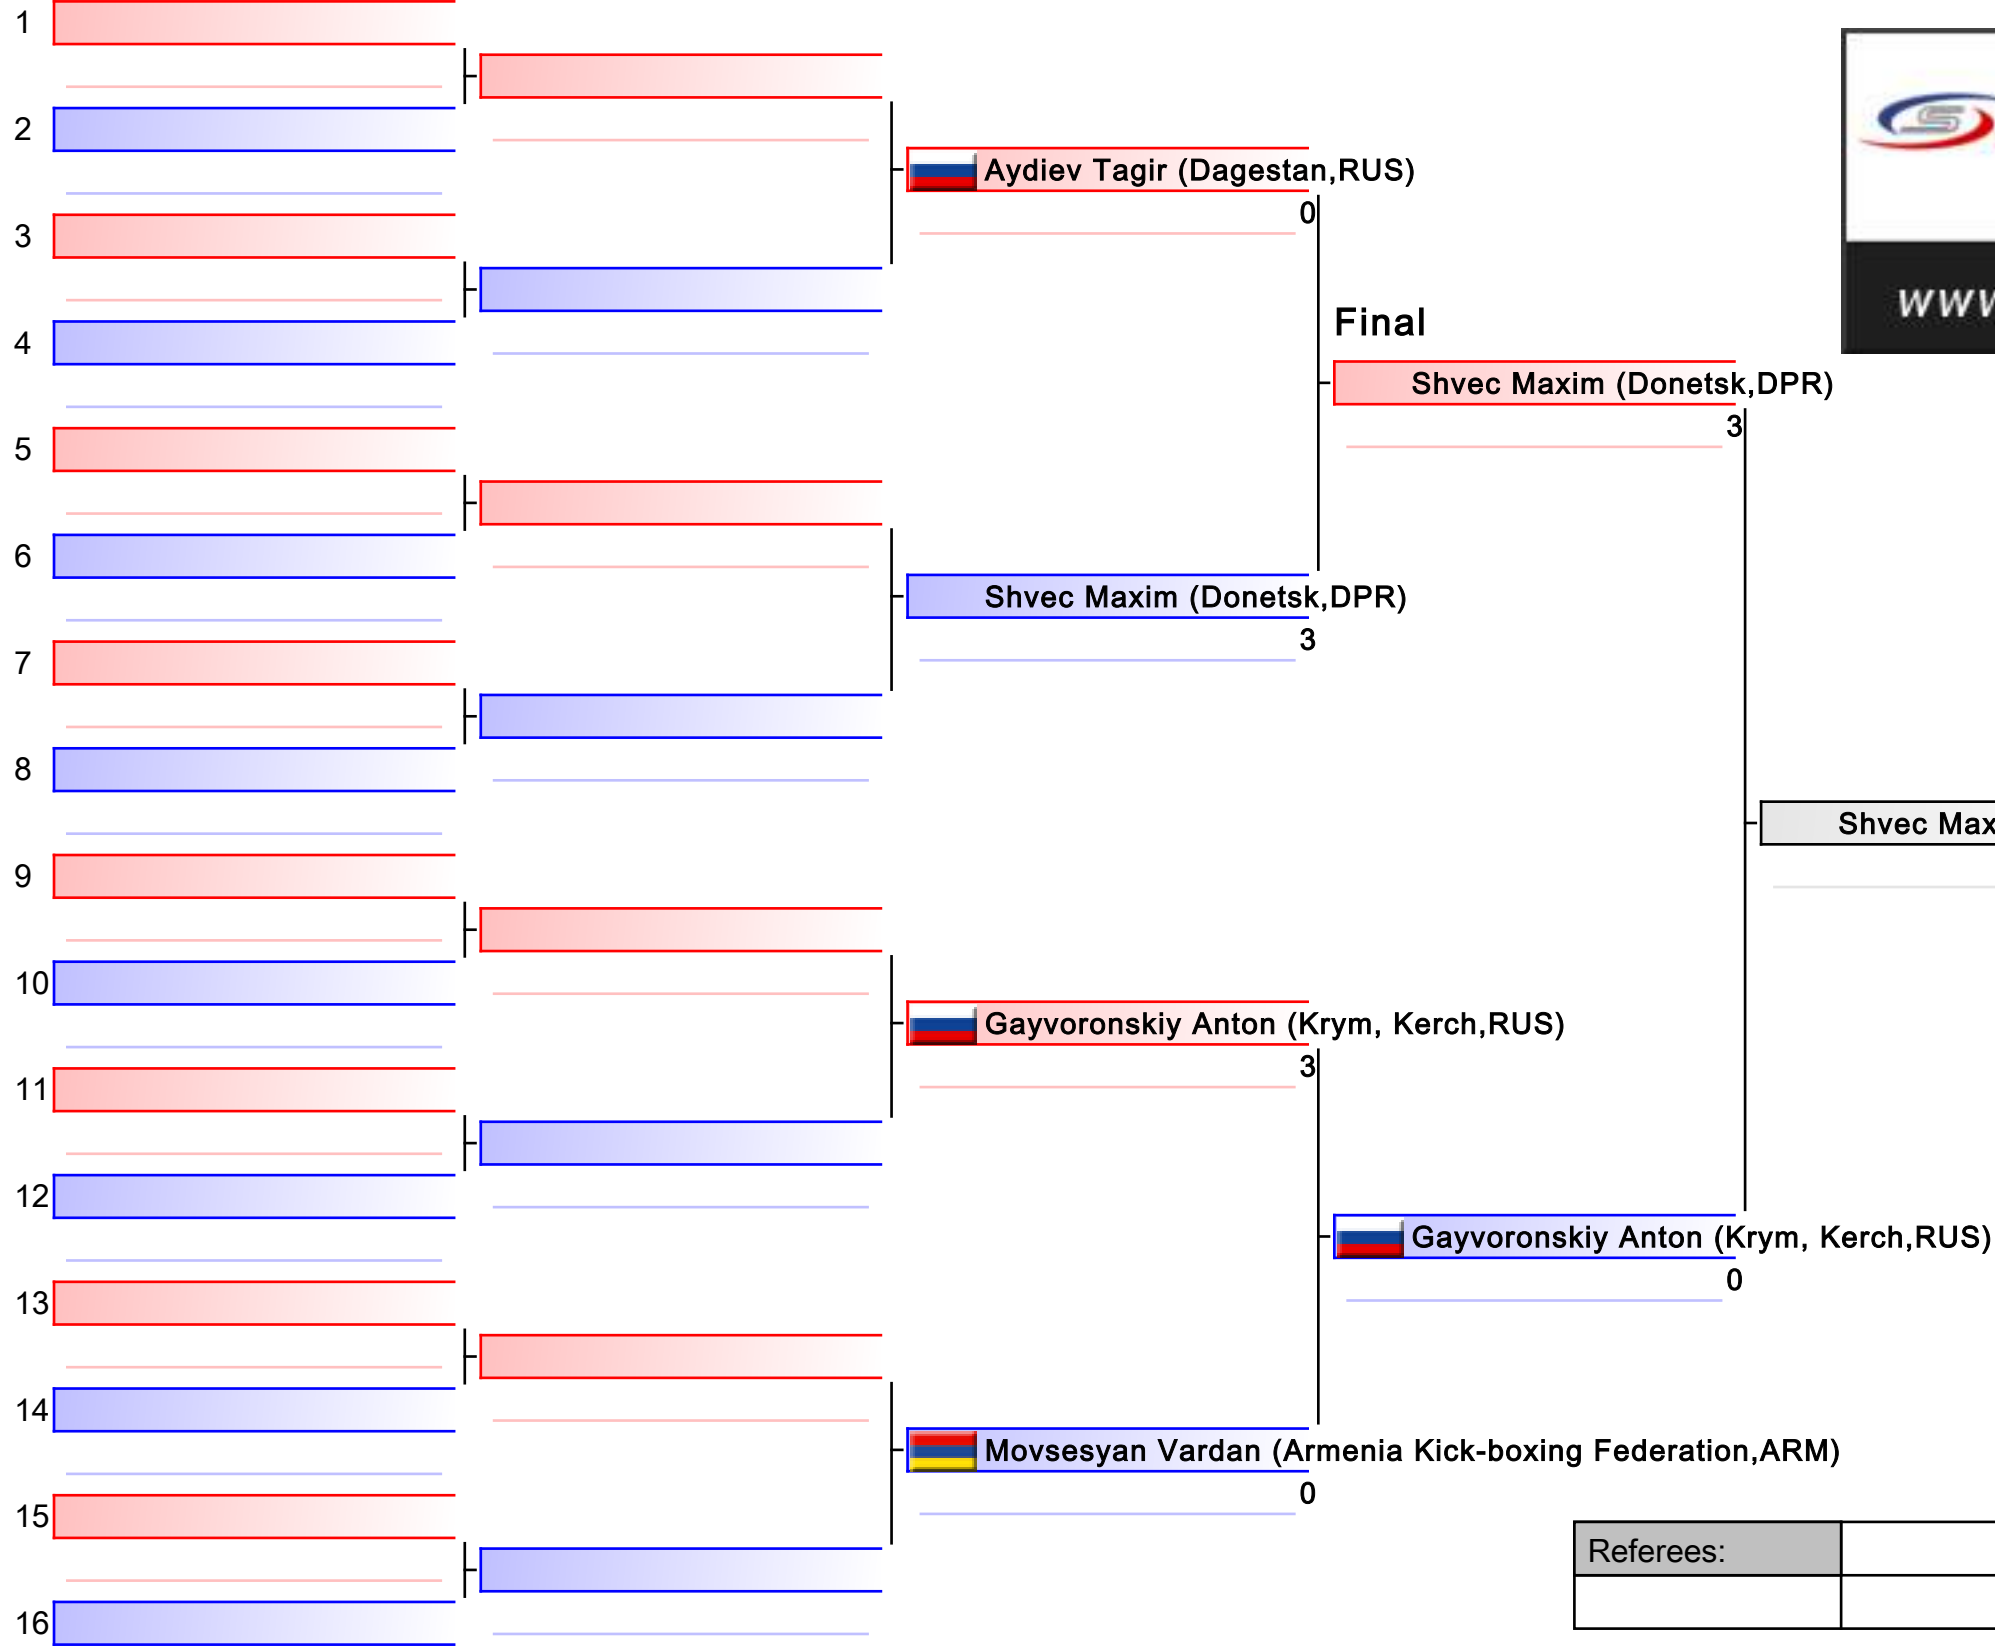 1
2
Aydiev Tagir (Dagestan,RUS)
0
3
Final
4
Shvec Maxim (Donetsk,DPR)
3
5
6
Shvec Maxim (Donetsk,DPR)
3
7
8
Shvec Max
9
10
Gayvoronskiy Anton (Krym, Kerch,RUS)
3
11
12
Gayvoronskiy Anton (Krym, Kerch,RUS)
0
13
14
Movsesyan Vardan (Armenia Kick-boxing Federation,ARM)
0
15
Referees:
16
S
www